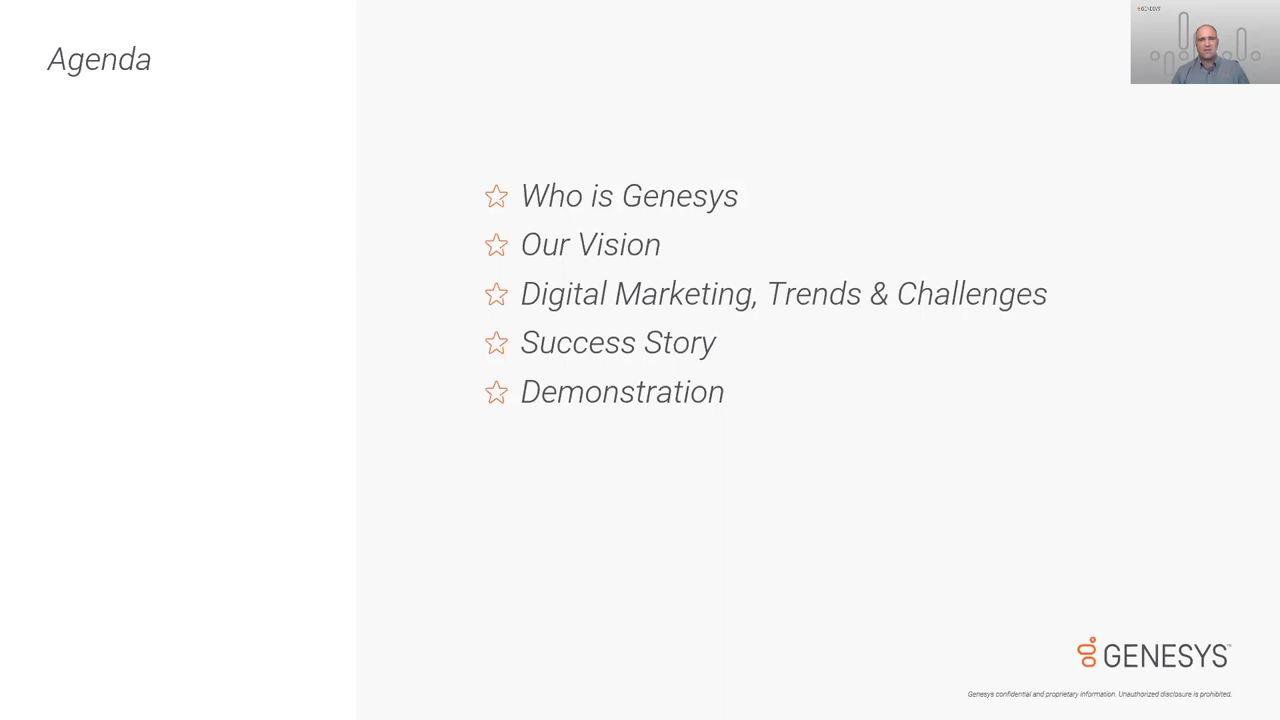 Agenda
GENESYS
Who is Genesys
Our Vision
Digital Marketing, Trends & Challenges
Success Story
Demonstration
GENESYS™
Genesys confidential and proprietary information. Unauthorized disclosure is prohibited.